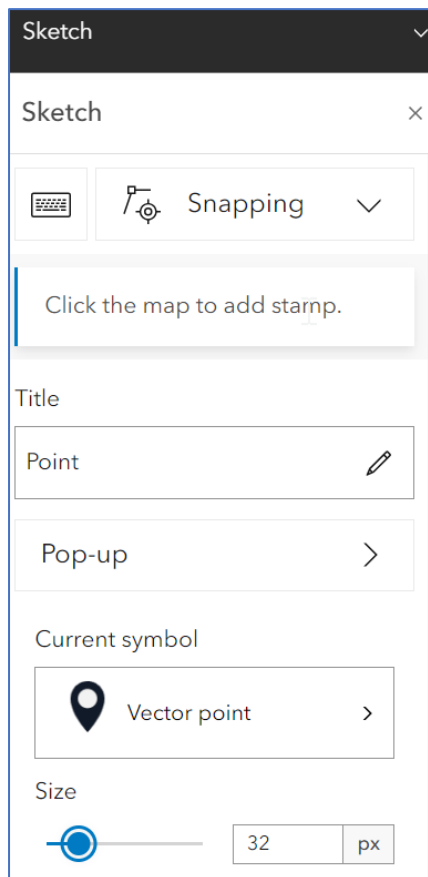 Sketch
Sketch
Snapping
Click the map to add stamp.
Title
Point
Pop-up
Current symbol
Vector point
Size
32 px